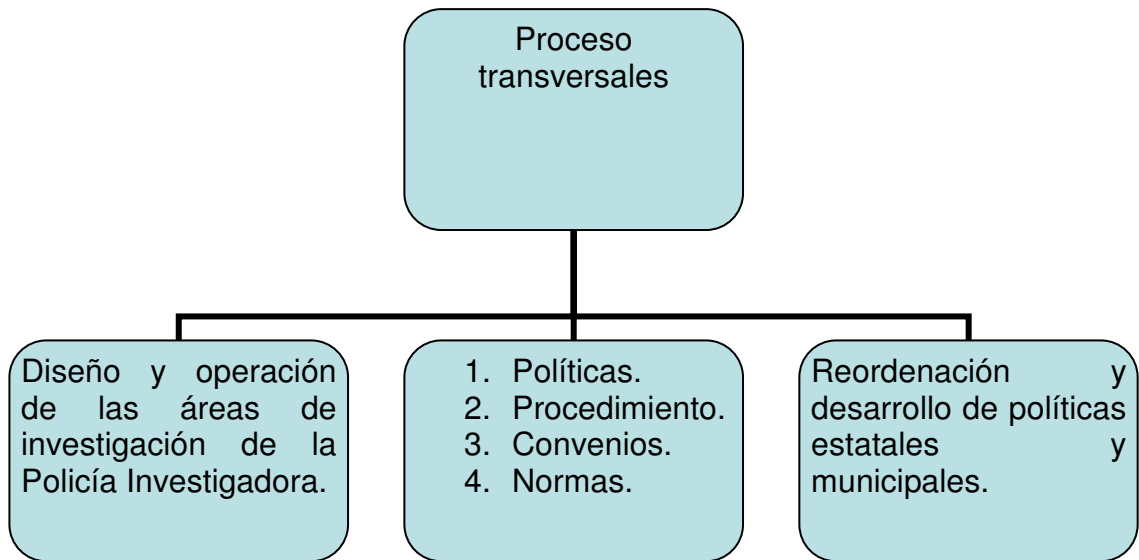 Proceso
transversales
Diseño y operación
de las áreas de
investigación de la
Policía Investigadora.
1. Políticas.
2. Procedimiento.
3. Convenios.
4. Normas.
Reordenación y
desarrollo de políticas
estatales y
municipales.